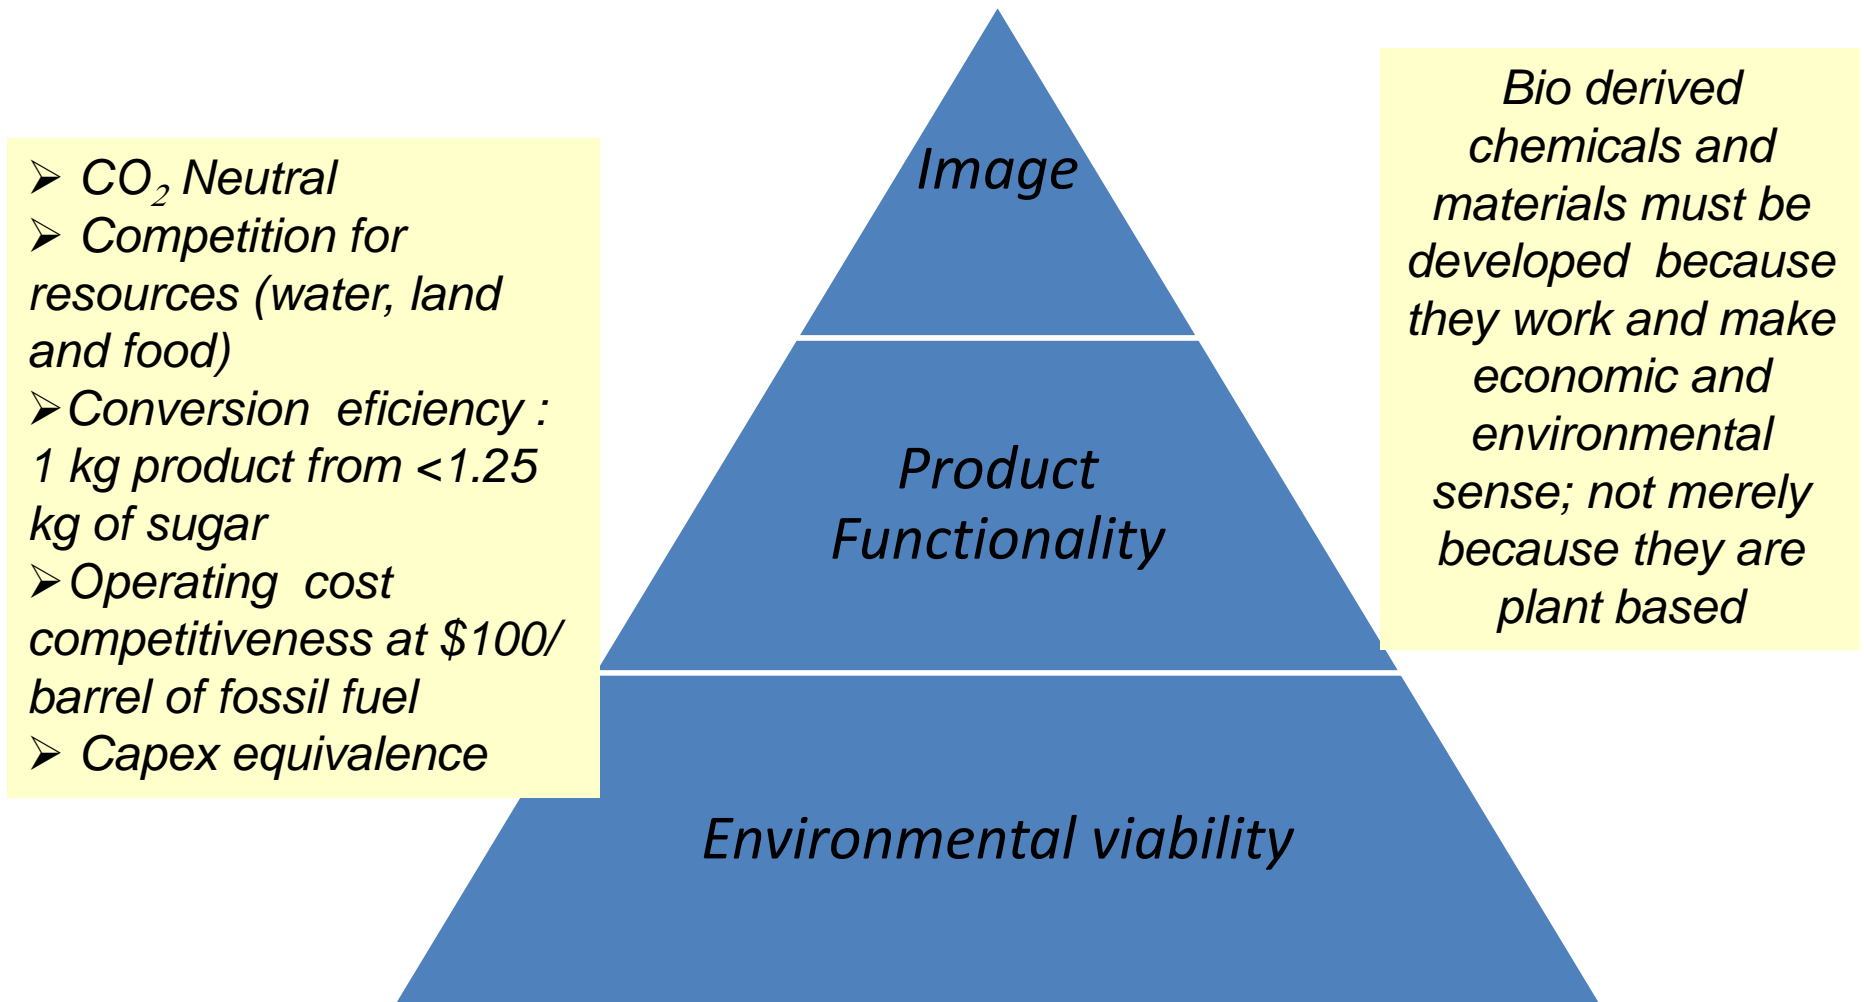 ➢ CO₂ Neutral
➢ Competition for
resources (water, land
and food)
➢Conversion eficiency :
1 kg product from <1.25
kg of sugar
➢Operating cost
competitiveness at $100/
barrel of fossil fuel
➢ Capex equivalence
Image
Product
Functionality
Environmental viability
Bio derived
chemicals and
materials must be
developed because
they work and make
economic and
environmental
sense; not merely
because they are
plant based